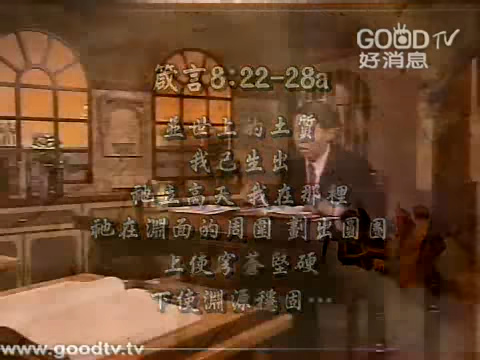 GOODTV
好消息
箴言8:22-28a
並世上的土質
我已生出
祂立高天 我在那裡
祂在淵面的周圍 劃出圓圈
上使穹蒼堅硬
下使淵源穩固…
www.goodtv.tv